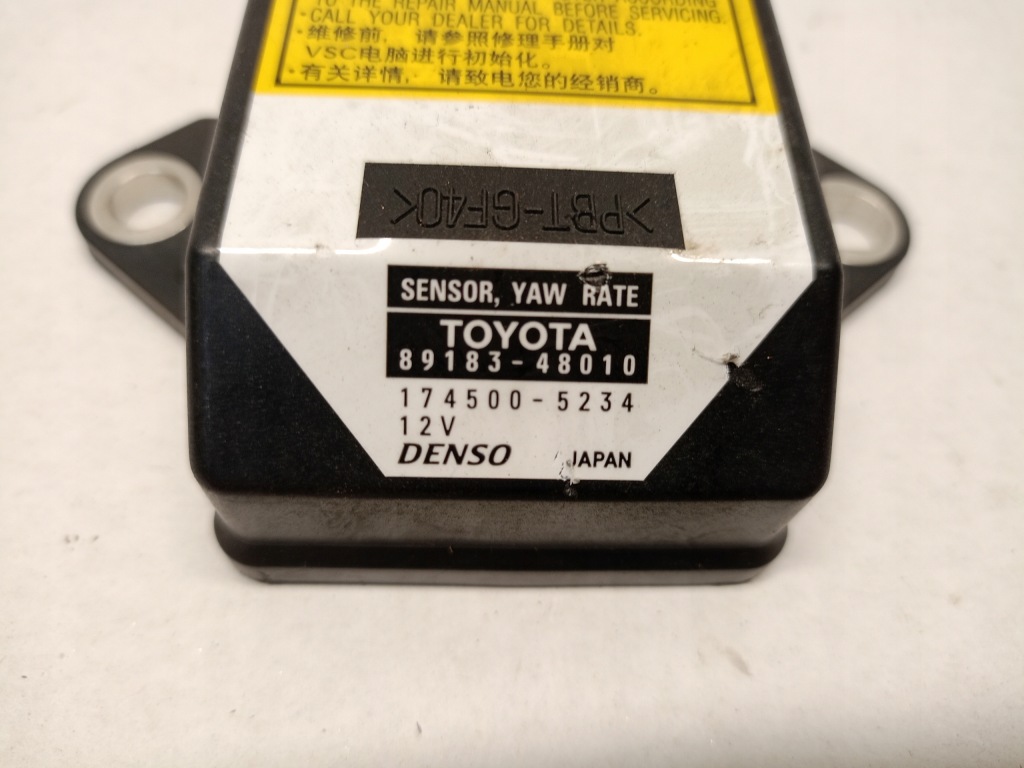 TO THE REPAIR MANUAL BEFORE SERVICING.
·CALL YOUR DEALER FOR DETAILS.
·维修前, 请参照修理手册对
VSC电脑进行初始化。
·有关详情, 请致电您的经销商。
>PBT-GF40<
SENSOR, YAW RATE
TOYOTA
89183-48010
174500-5234
12V
DENSO JAPAN